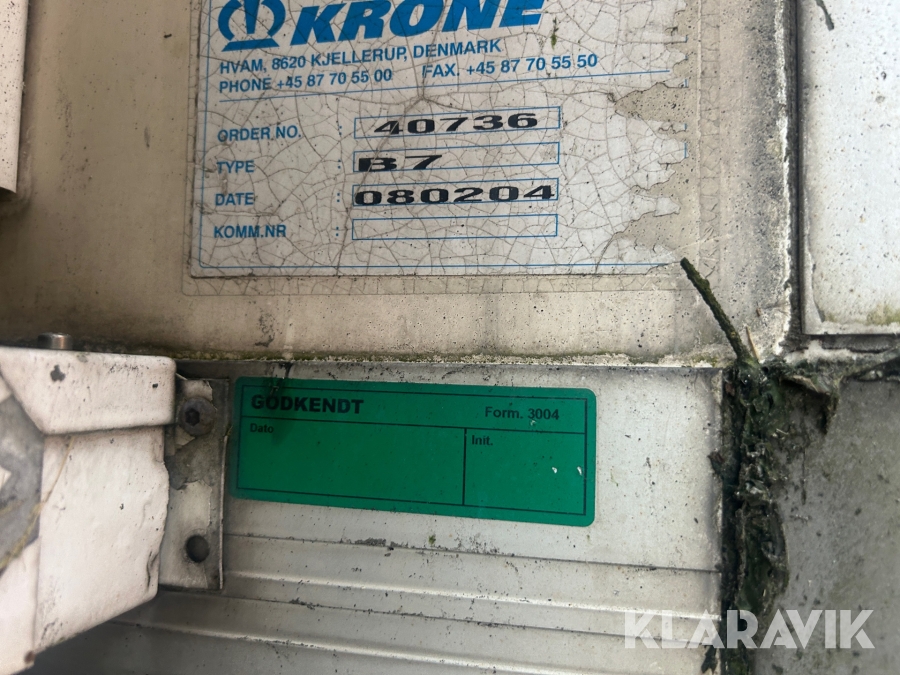 KRONE
HVAM, 8620 KJELLERUP, DENMARK
PHONE +45 87 70 55 00 FAX. +45 87 70 55 50
ORDER NO. : 40736
TYPE : B7
DATE : 080204
KOMM.NR :
GODKENDT Form. 3004
Dato Init.
KLARAVIK